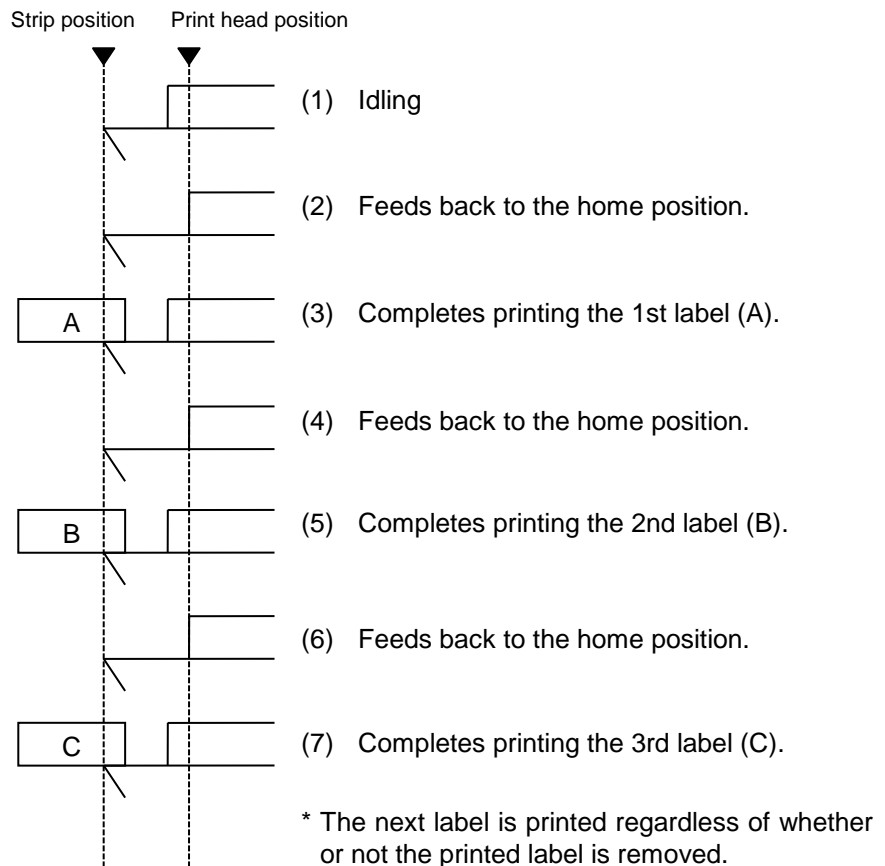 Strip position Print head position
(1) Idling
(2) Feeds back to the home position.
A
(3) Completes printing the 1st label (A).
(4) Feeds back to the home position.
B
(5) Completes printing the 2nd label (B).
(6) Feeds back to the home position.
C
(7) Completes printing the 3rd label (C).
* The next label is printed regardless of whether
or not the printed label is removed.